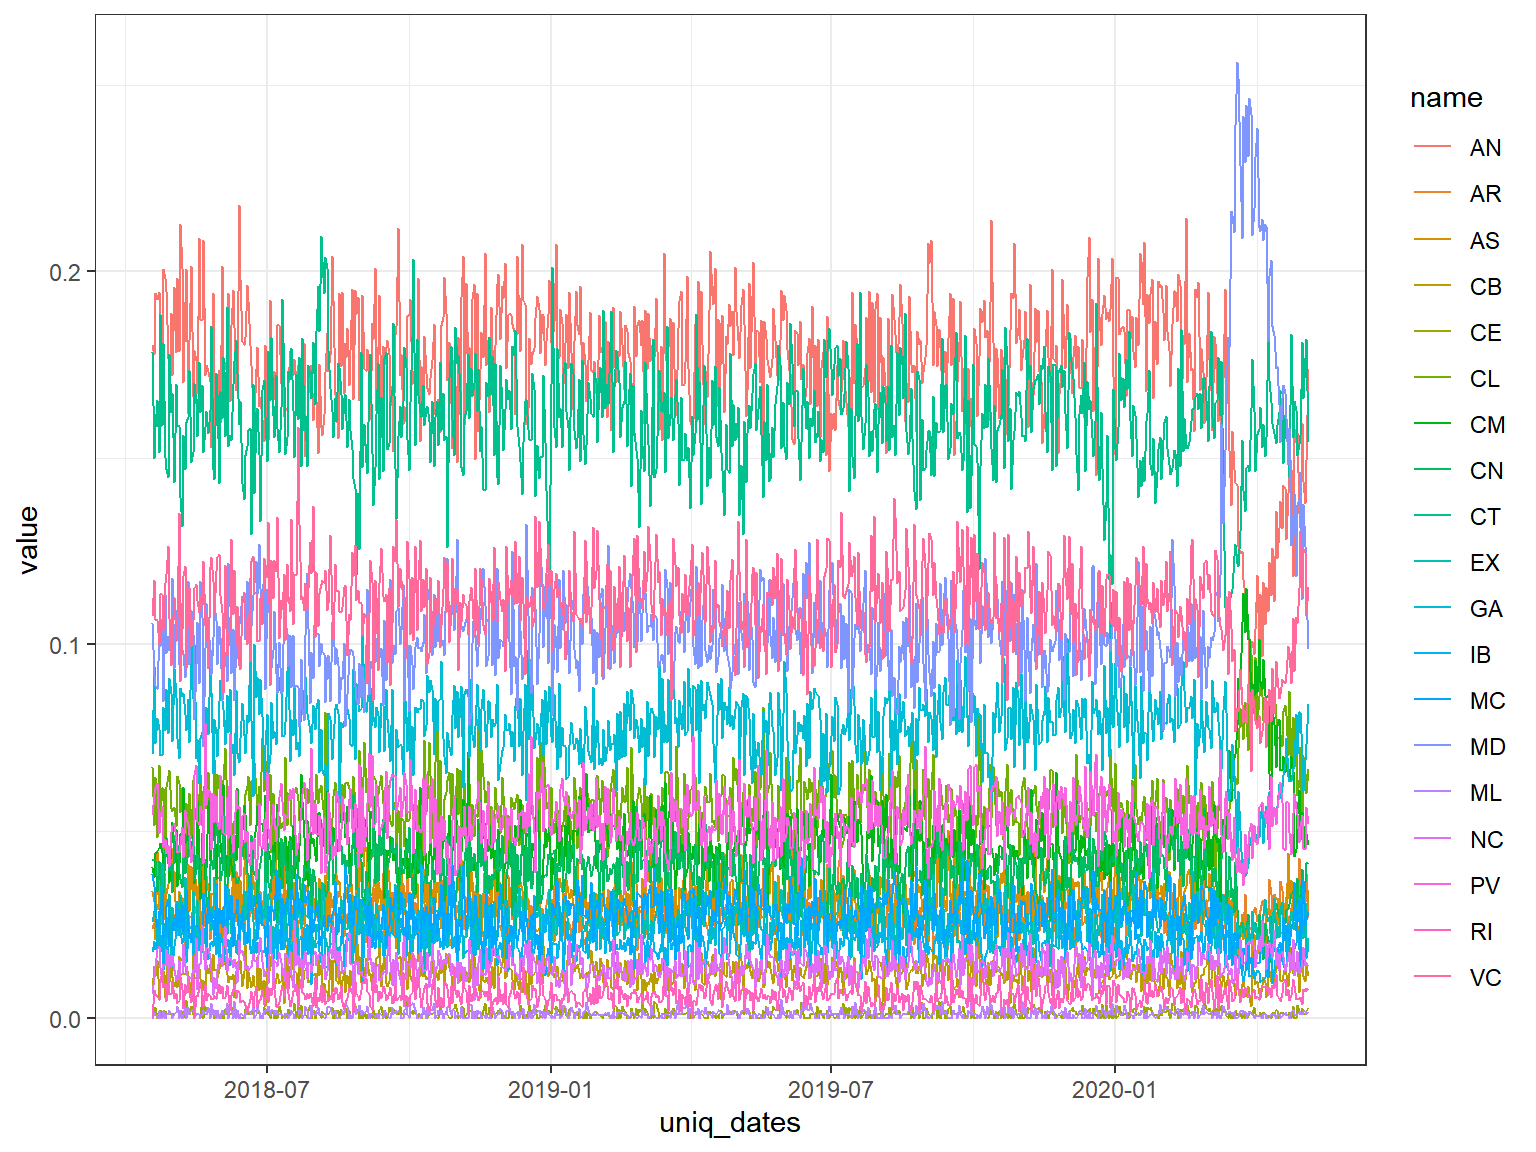 value
0.2
0.1
0.0
2018-07
2019-01
2019-07
2020-01
uniq_dates
name
AN
AR
AS
CB
CE
CL
CM
CN
CT
EX
GA
IB
MC
MD
ML
NC
PV
RI
VC